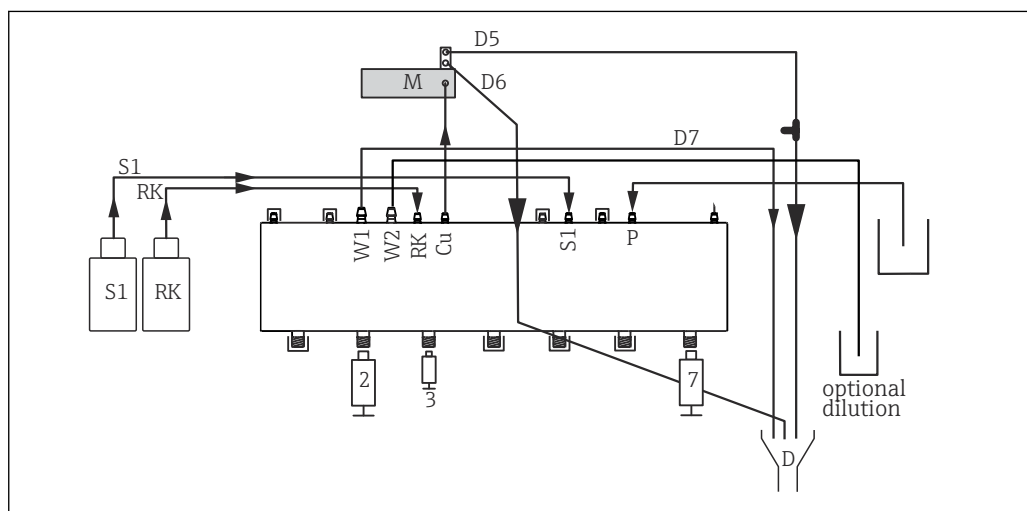 D5
M
D6
D7
S1
RK
W1
W2
RK
Cu
S1
P
S1
RK
2
3
7
optional
dilution
D